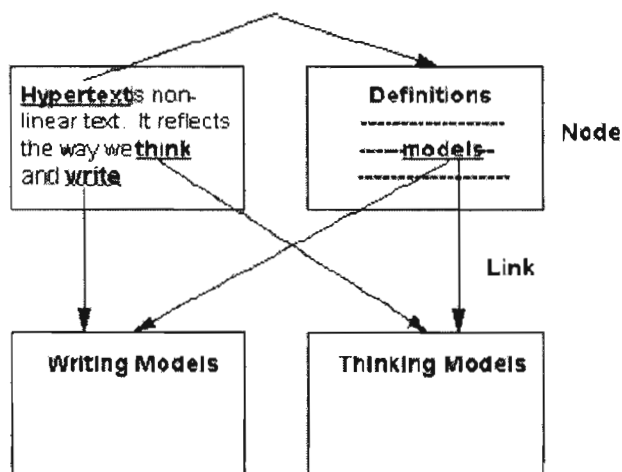 Hypertext is non-
linear text. It reflects
the way we think
and write
Definitions
models
Node
Link
Writing Models
Thinking Models